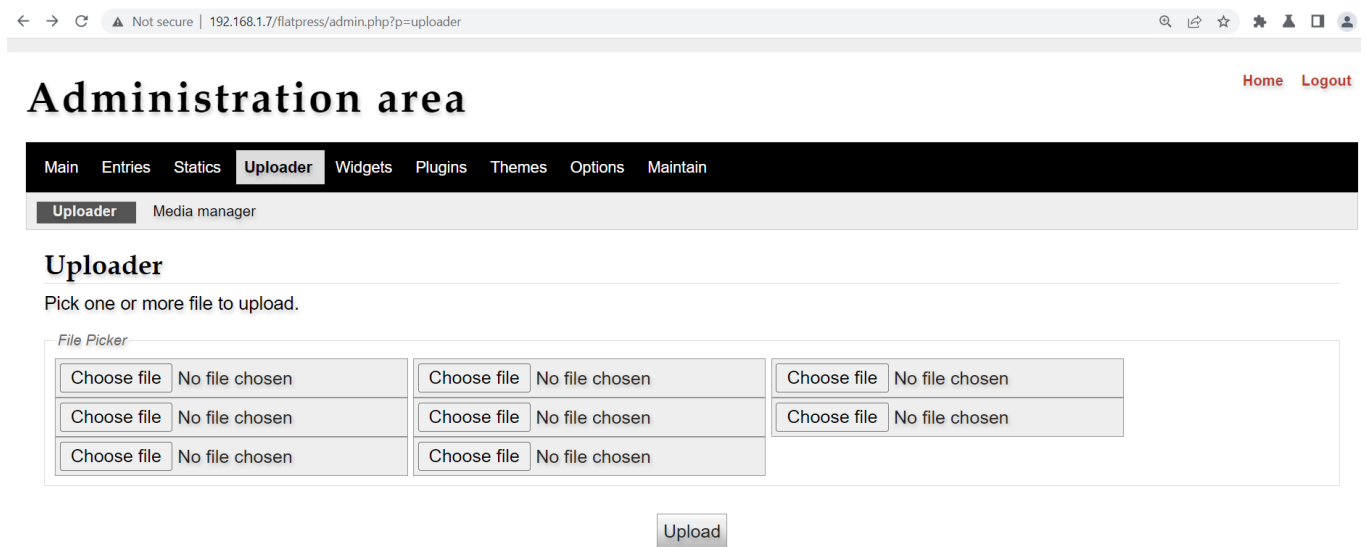 Not secure | 192.168.1.7/flatpress/admin.php?p=uploader
Home Logout
Administration area
Main Entries Statics Uploader Widgets Plugins Themes Options Maintain
Uploader Media manager
Uploader
Pick one or more file to upload.
File Picker
Choose file No file chosen Choose file No file chosen Choose file No file chosen
Choose file No file chosen Choose file No file chosen Choose file No file chosen
Choose file No file chosen Choose file No file chosen
Upload